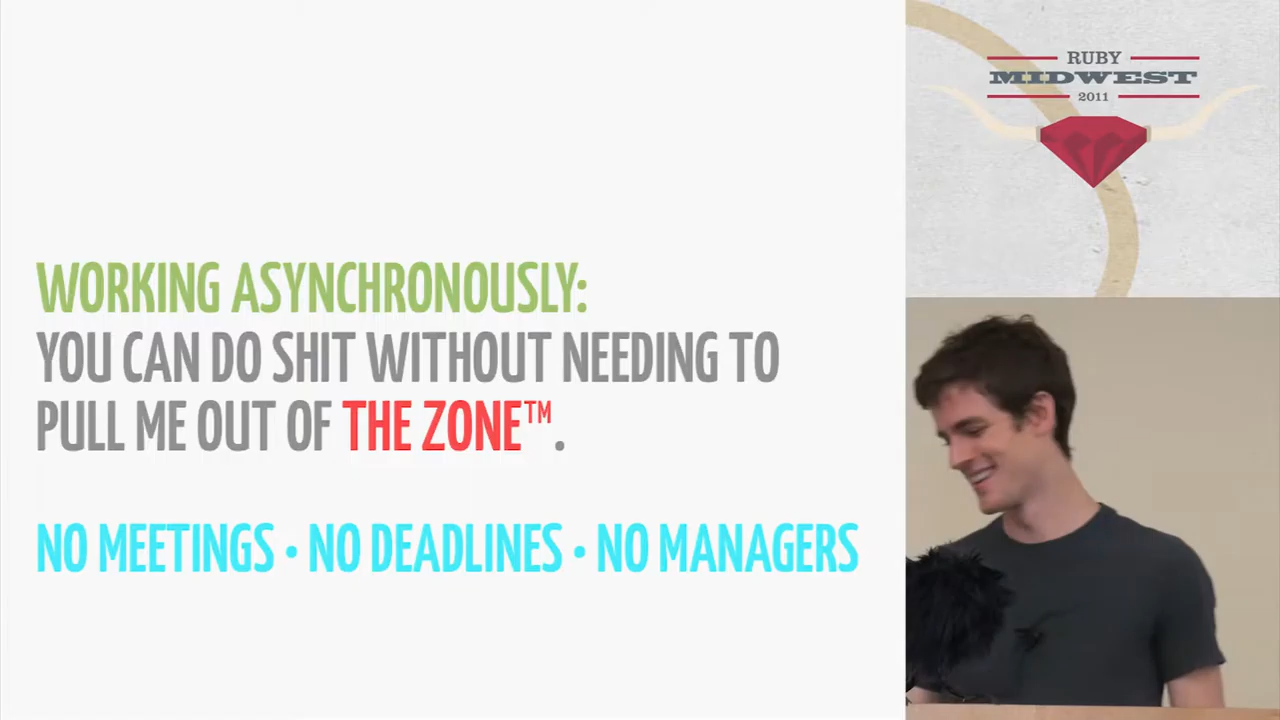 WORKING ASYNCHRONOUSLY:
YOU CAN DO SHIT WITHOUT NEEDING TO
PULL ME OUT OF THE ZONE™.
NO MEETINGS • NO DEADLINES • NO MANAGERS
RUBY
MIDWEST
2011